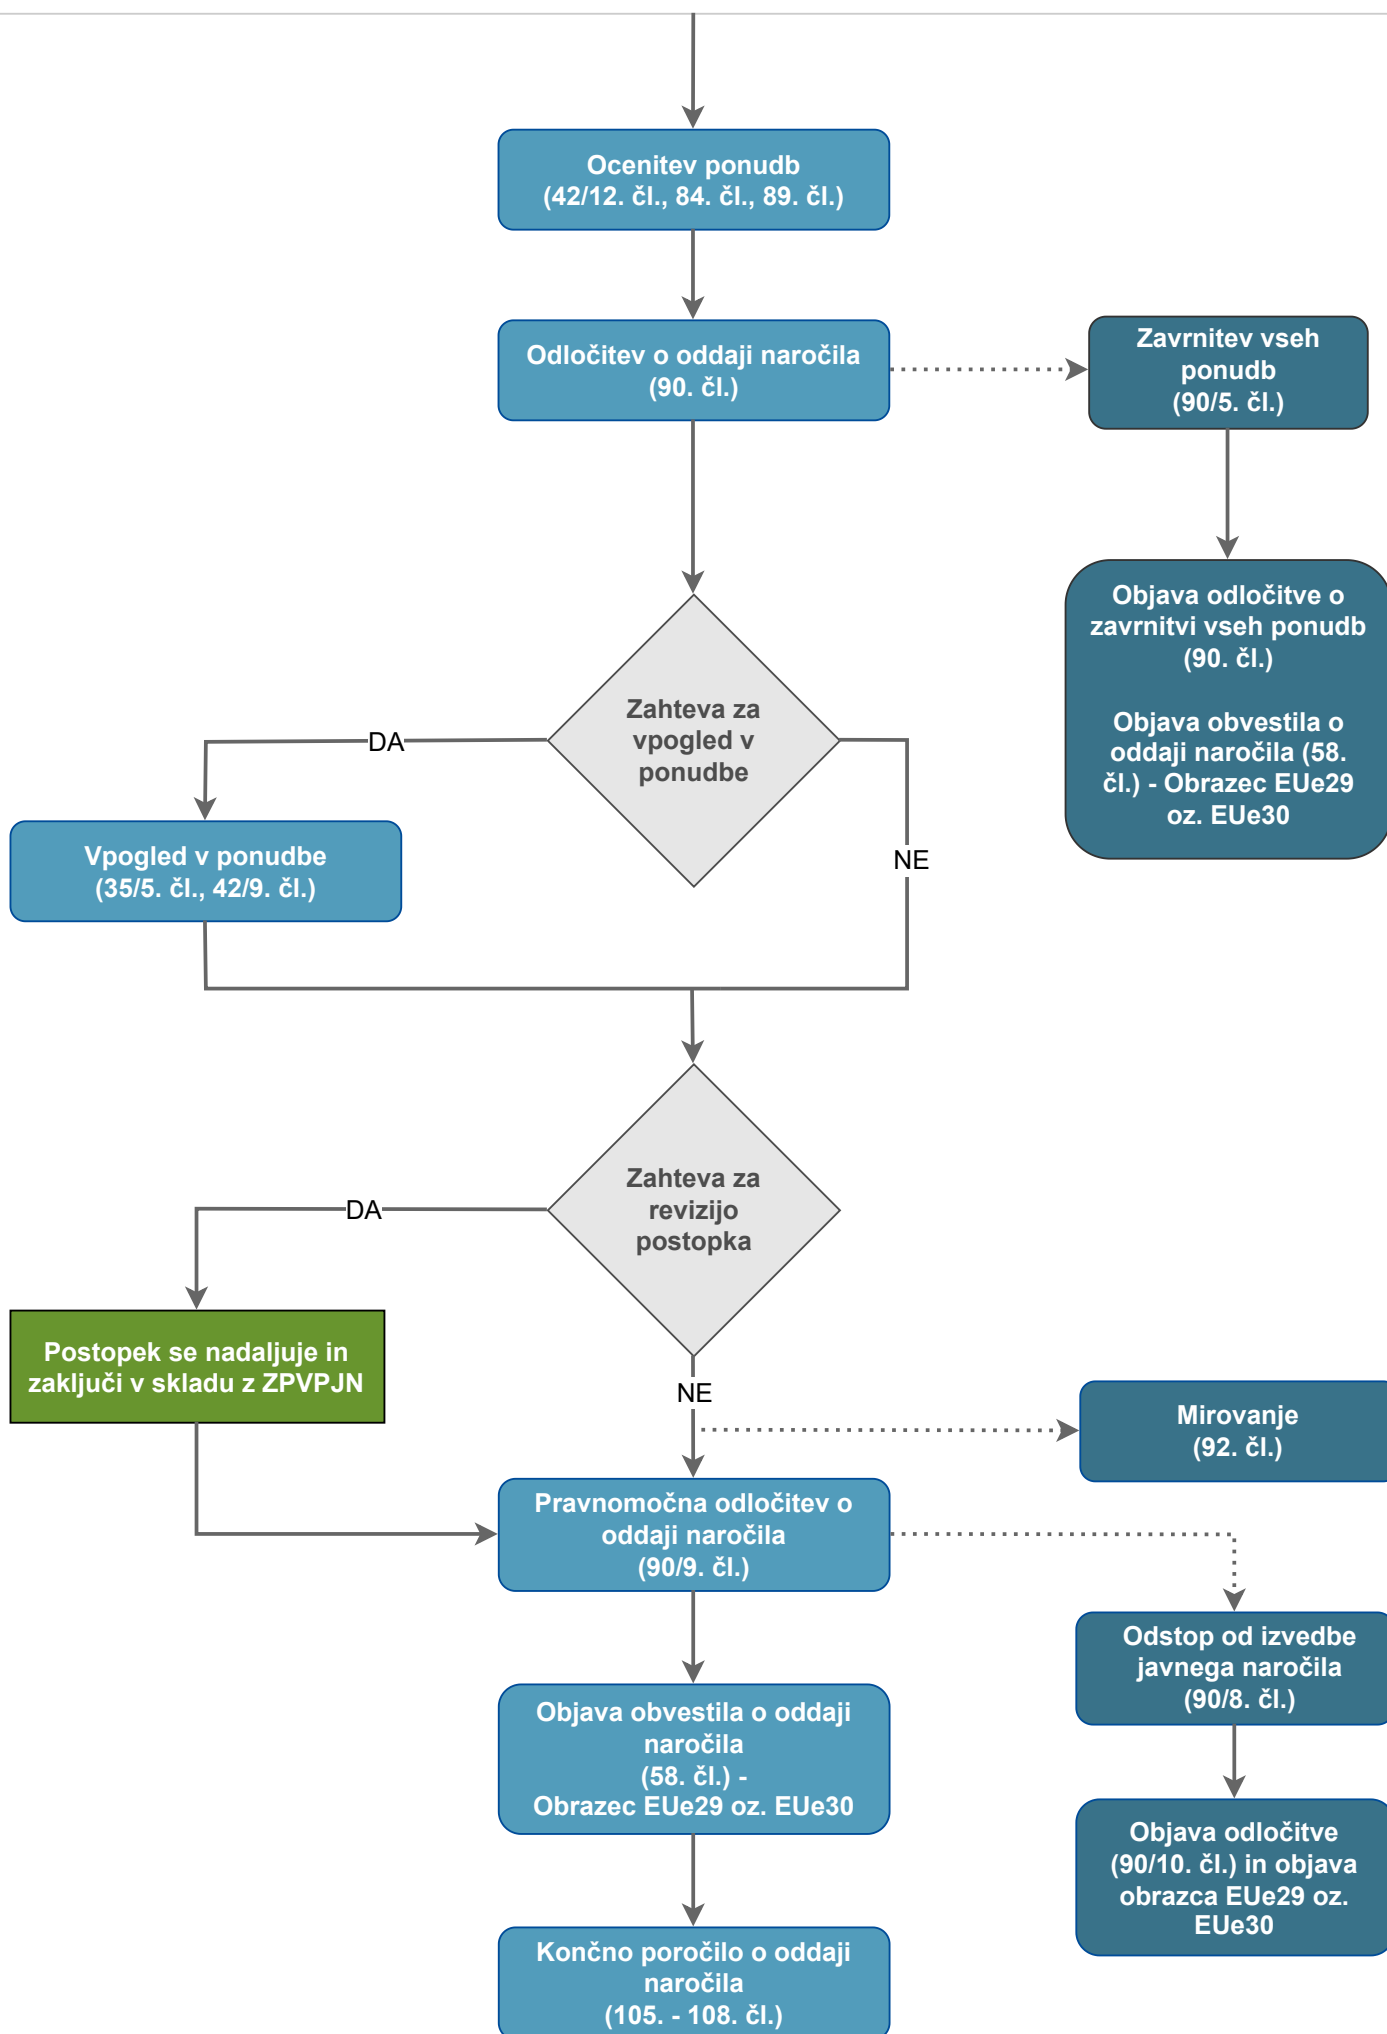 Ocenitev ponudb
(42/12. čl., 84. čl., 89. čl.)
Odločitev o oddaji naročila
(90. čl.)
Zavrnitev vseh
ponudb
(90/5. čl.)
Objava odločitve o
zavrnitvi vseh ponudb
(90. čl.)
Objava obvestila o
oddaji naročila (58.
čl.) - Obrazec EUe29
oz. EUe30
Zahteva za
vpogled v
ponudbe
DA
NE
Vpogled v ponudbe
(35/5. čl., 42/9. čl.)
Zahteva za
revizijo
postopka
DA
NE
Postopek se nadaljuje in
zaključi v skladu z ZPVPJN
Mirovanje
(92. čl.)
Pravnomočna odločitev o
oddaji naročila
(90/9. čl.)
Odstop od izvedbe
javnega naročila
(90/8. čl.)
Objava obvestila o oddaji
naročila
(58. čl.) -
Obrazec EUe29 oz. EUe30
Objava odločitve
(90/10. čl.) in objava
obrazca EUe29 oz.
EUe30
Končno poročilo o oddaji
naročila
(105. - 108. čl.)